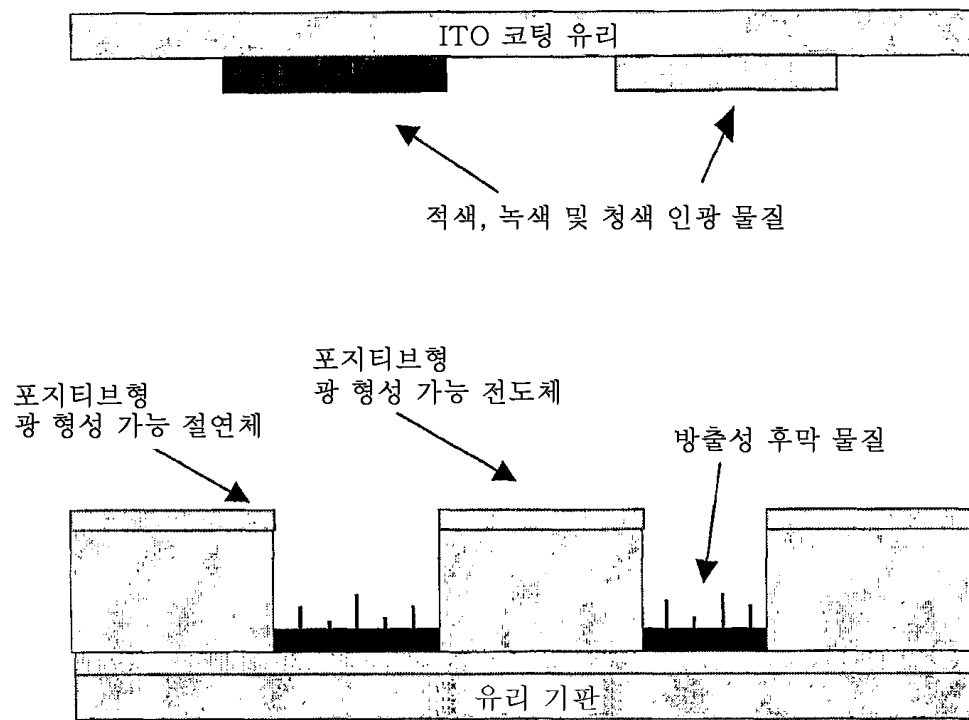 ITO 코팅 유리
적색, 녹색 및 청색 인광 물질
포지티브형
광 형성 가능 절연체
포지티브형
광 형성 가능 전도체
방출성 후막 물질
유리 기판